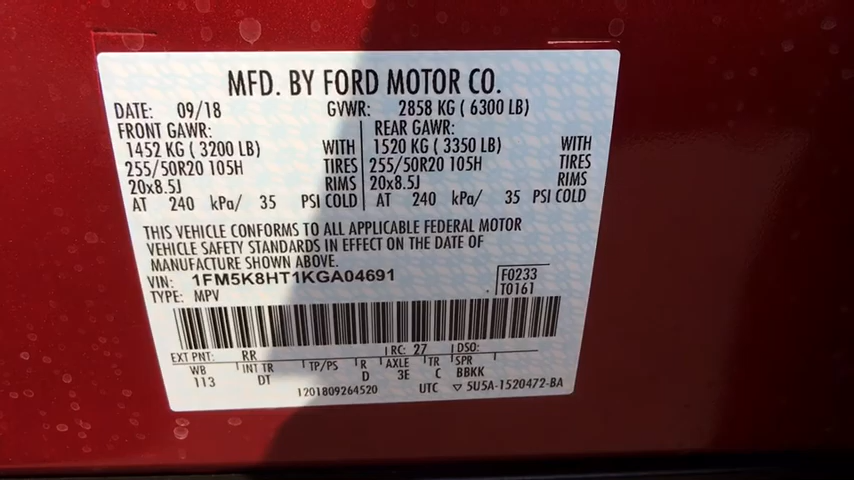 MFD. BY FORD MOTOR CO.
DATE: 09/18 GVWR: 2858 KG ( 6300 LB)
FRONT GAWR: REAR GAWR:
1452 KG ( 3200 LB) WITH 1520 KG ( 3350 LB) WITH
255/50R20 105H TIRES 255/50R20 105H TIRES
20x8.5J RIMS 20x8.5J RIMS
AT 240 kPa/ 35 PSI COLD AT 240 kPa/ 35 PSI COLD
THIS VEHICLE CONFORMS TO ALL APPLICABLE FEDERAL MOTOR
VEHICLE SAFETY STANDARDS IN EFFECT ON THE DATE OF
MANUFACTURE SHOWN ABOVE.
VIN: 1FM5K8HT1KGA04691 F0233
TYPE: MPV T0161
EXT PNT: RR RC: 27 DSO:
WB INT TR TP/PS R AXLE TR SPR
113 DT D 3E C BBKK
1201809264520 UTC ▽ 5U5A-1520472-BA